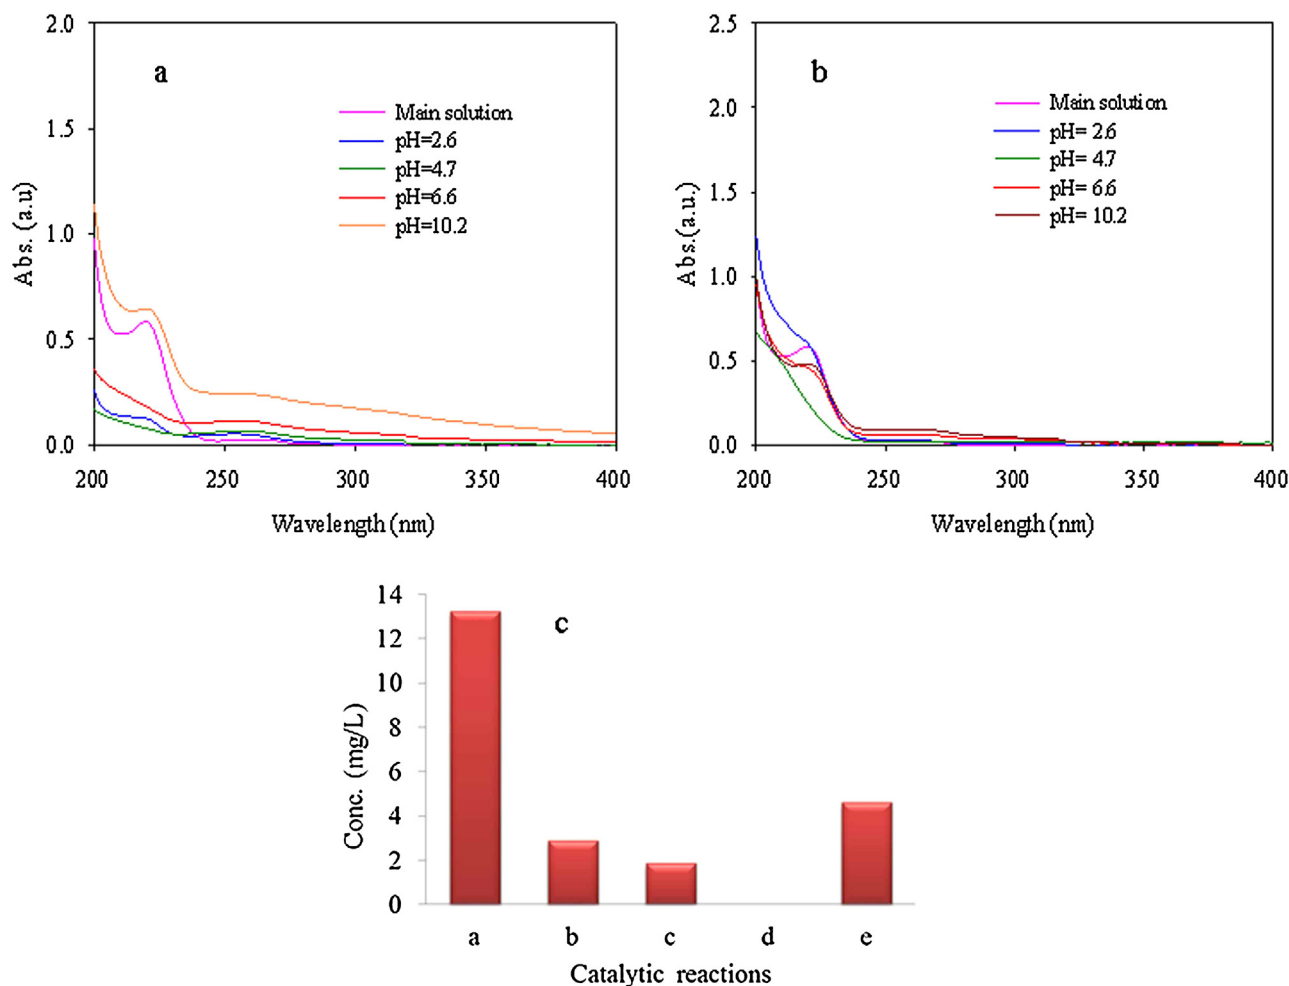 a
2.0
1.5
1.0
0.5
0.0
Abs. (a.u)
Main solution
pH=2.6
pH=4.7
pH=6.6
pH=10.2
200 250 300 350 400
Wavelength (nm)
b
2.5
2.0
1.5
1.0
0.5
0.0
Abs.(a.u.)
Main solution
pH= 2.6
pH= 4.7
pH= 6.6
pH= 10.2
200 250 300 350 400
Wavelength (nm)
c
14
12
10
8
6
4
2
0
Conc. (mg/L)
a b c d e
Catalytic reactions